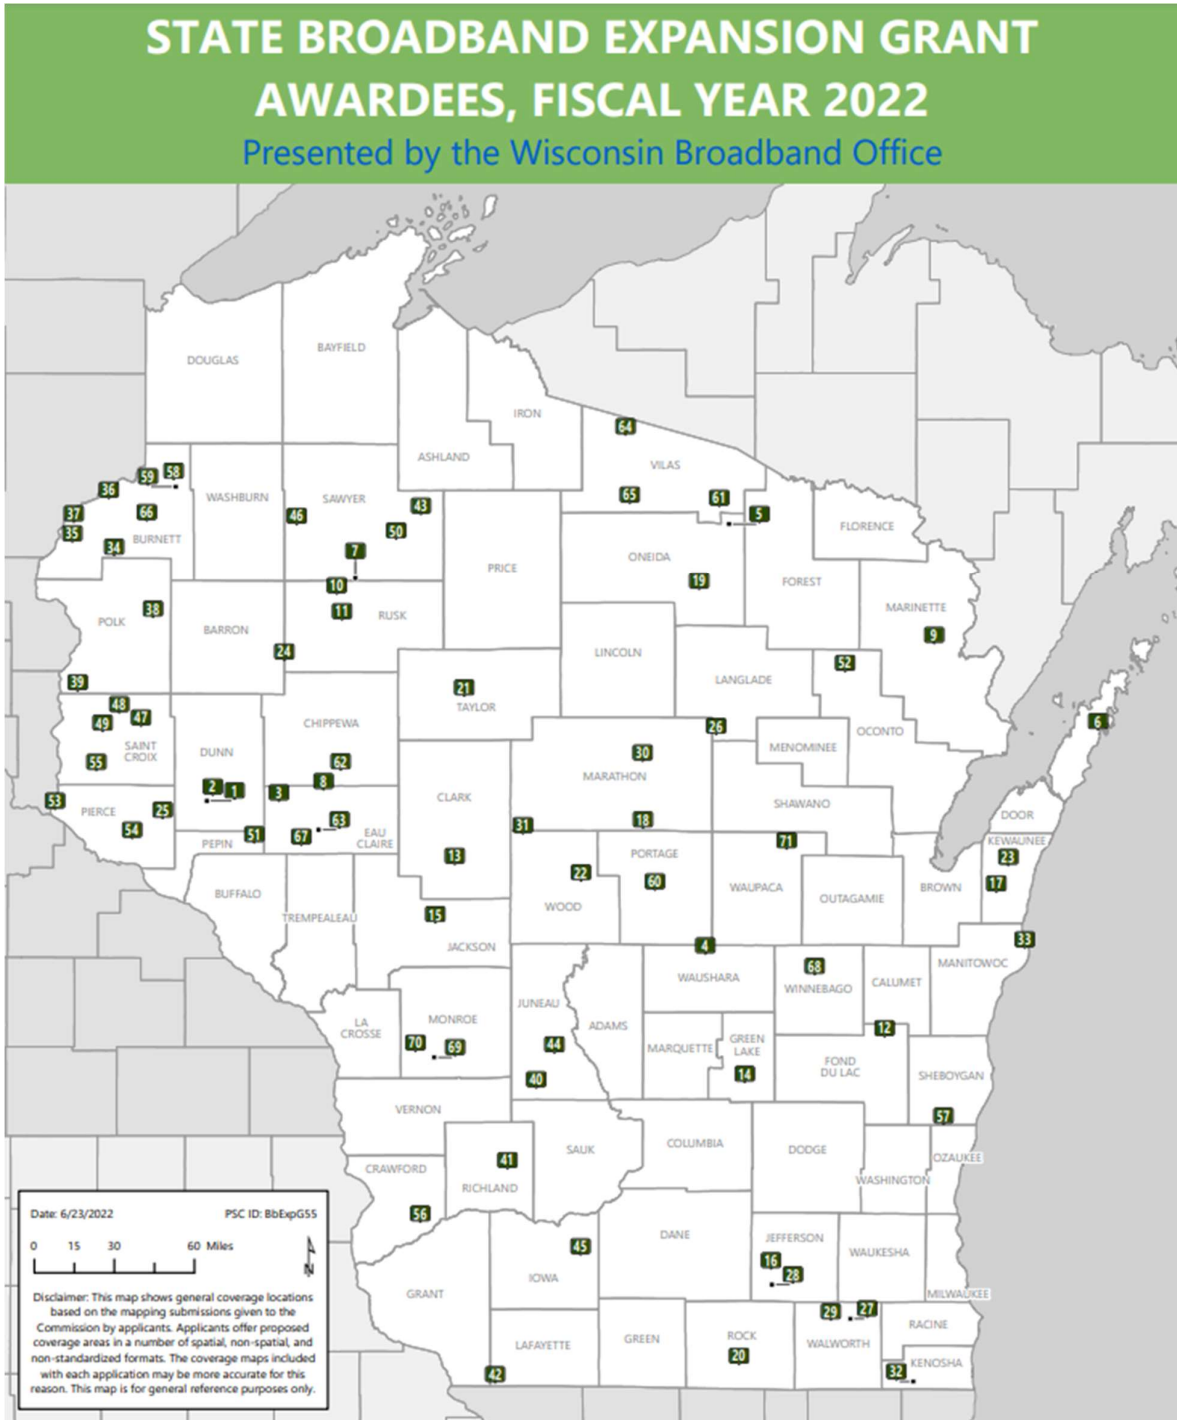 STATE BROADBAND EXPANSION GRANT
AWARDEES, FISCAL YEAR 2022
Presented by the Wisconsin Broadband Office
BAYFIELD
DOUGLAS
IRON
64
ASHLAND
VILAS
59 58
36
WASHBURN
SAWYER
65
61
43
37
66
46
5
35
50
FLORENCE
BURNETT
34
7
ONEIDA
PRICE
10
19
FOREST
38
11
MARINETTE
POLK
RUSK
BARRON
9
24
LINCOLN
52
39
LANGLADE
21
48
TAYLOR
49
47
CHIPPEWA
26
6
OCONTO
SAINT
CROIX
DUNN
30
MENOMINEE
55
62
MARATHON
8
2 1
3
CLARK
53
SHAWANO
PIERCE
25
DOOR
63
18
54
67
31
51
EAU
CLAIRE
PEPIN
71
KEWAUNEE
13
PORTAGE
23
22
60
17
BUFFALO
WAUPACA
BROWN
OUTAGAMIE
WOOD
TREMPEALEAU
15
JACKSON
4
33
MANITOWOC
68
WAUSHARA
CALUMET
WINNEBAGO
JUNEAU
LA
CROSSE
MONROE
ADAMS
12
70
69
44
MARQUETTE
GREEN
LAKE
FOND
DU LAC
14
SHEBOYGAN
40
VERNON
57
COLUMBIA
DODGE
SAUK
41
OZAUKEE
CRAWFORD
WASHINGTON
RICHLAND
56
DANE
JEFFERSON
45
WAUKESHA
16
28
IOWA
GRANT
MILWAUKEE
29
27
RACINE
GREEN
ROCK
LAFAYETTE
WALWORTH
20
KENOSHA
32
42
Date: 6/23/2022 PSC ID: BbExpG55
0 15 30 60 Miles
N
Disclaimer: This map shows general coverage locations
based on the mapping submissions given to the
Commission by applicants. Applicants offer proposed
coverage areas in a number of spatial, non-spatial, and
non-standardized formats. The coverage maps included
with each application may be more accurate for this
reason. This map is for general reference purposes only.